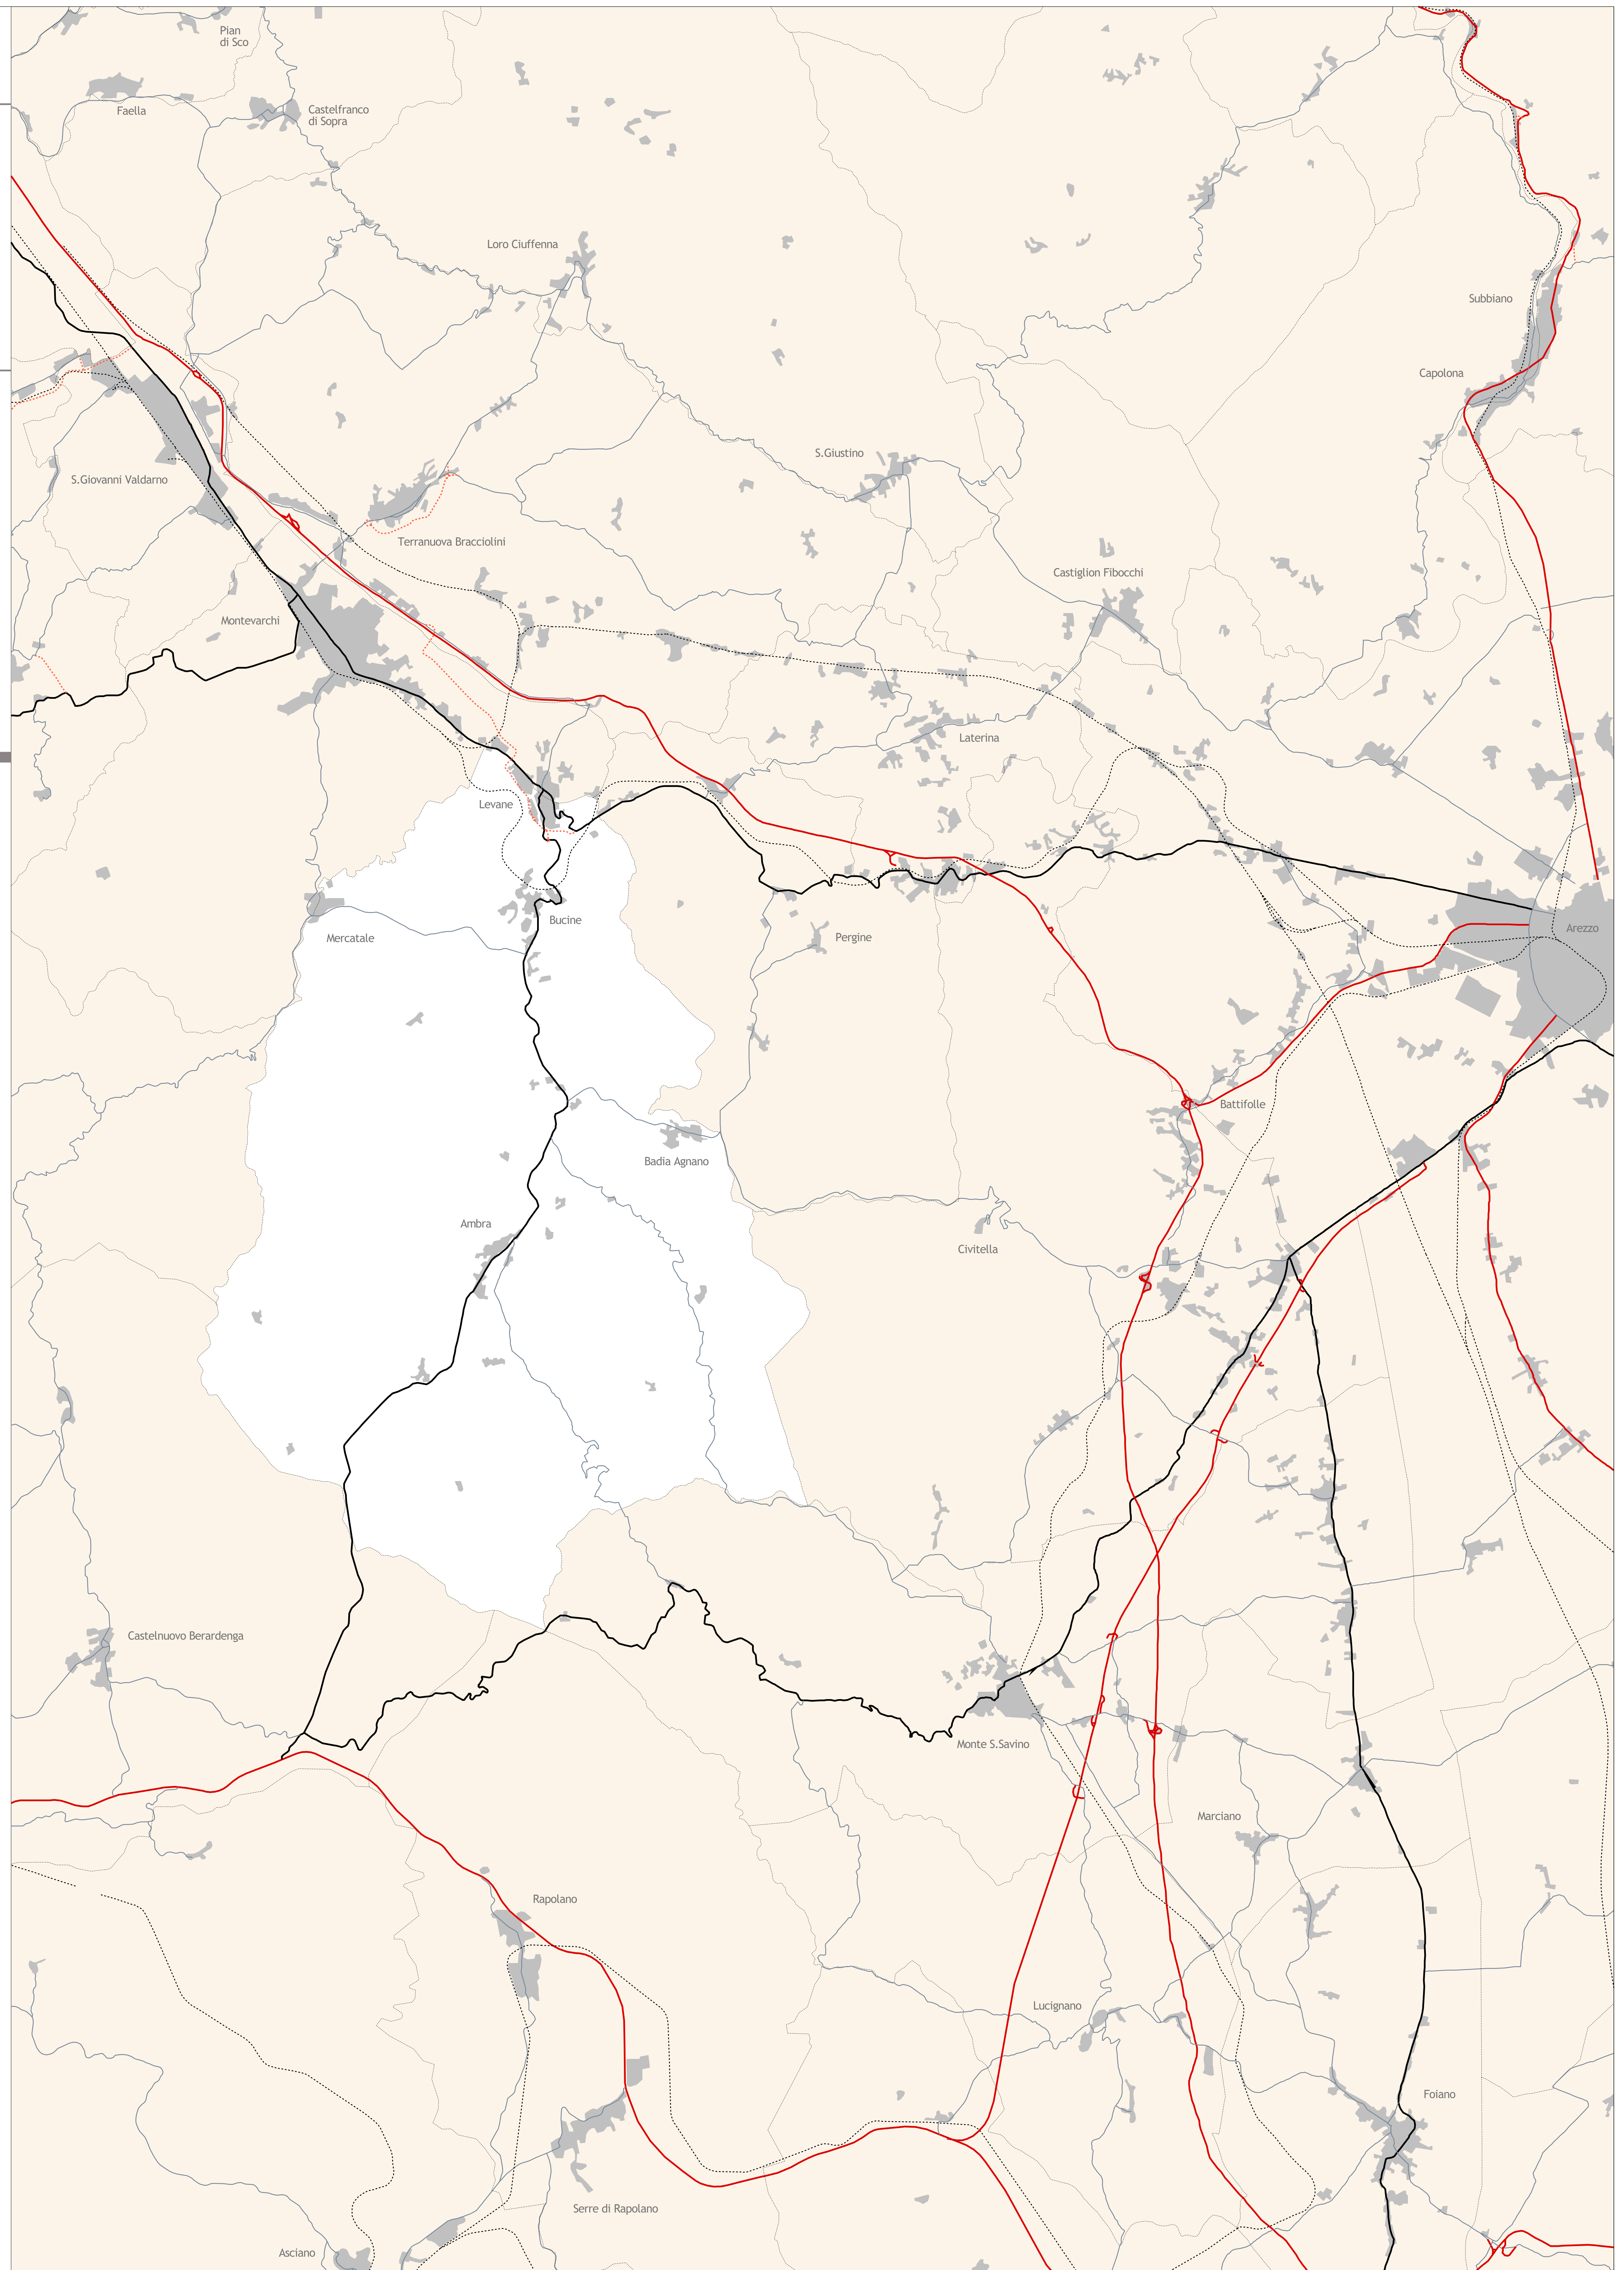 Pian
di Sco
Faella
Castelfranco
di Sopra
Loro Ciuffenna
Subbiano
Capolona
S.Giustino
S.Giovanni Valdarno
Terranuova Bracciolini
Castiglion Fibocchi
Montevarchi
Laterina
Levane
Bucine
Mercatale
Pergine
Arezzo
Battifolle
Badia Agnano
Ambra
Civitella
Castelnuovo Berardenga
Monte S.Savino
Marciano
Rapolano
Lucignano
Foiano
Serre di Rapolano
Asciano